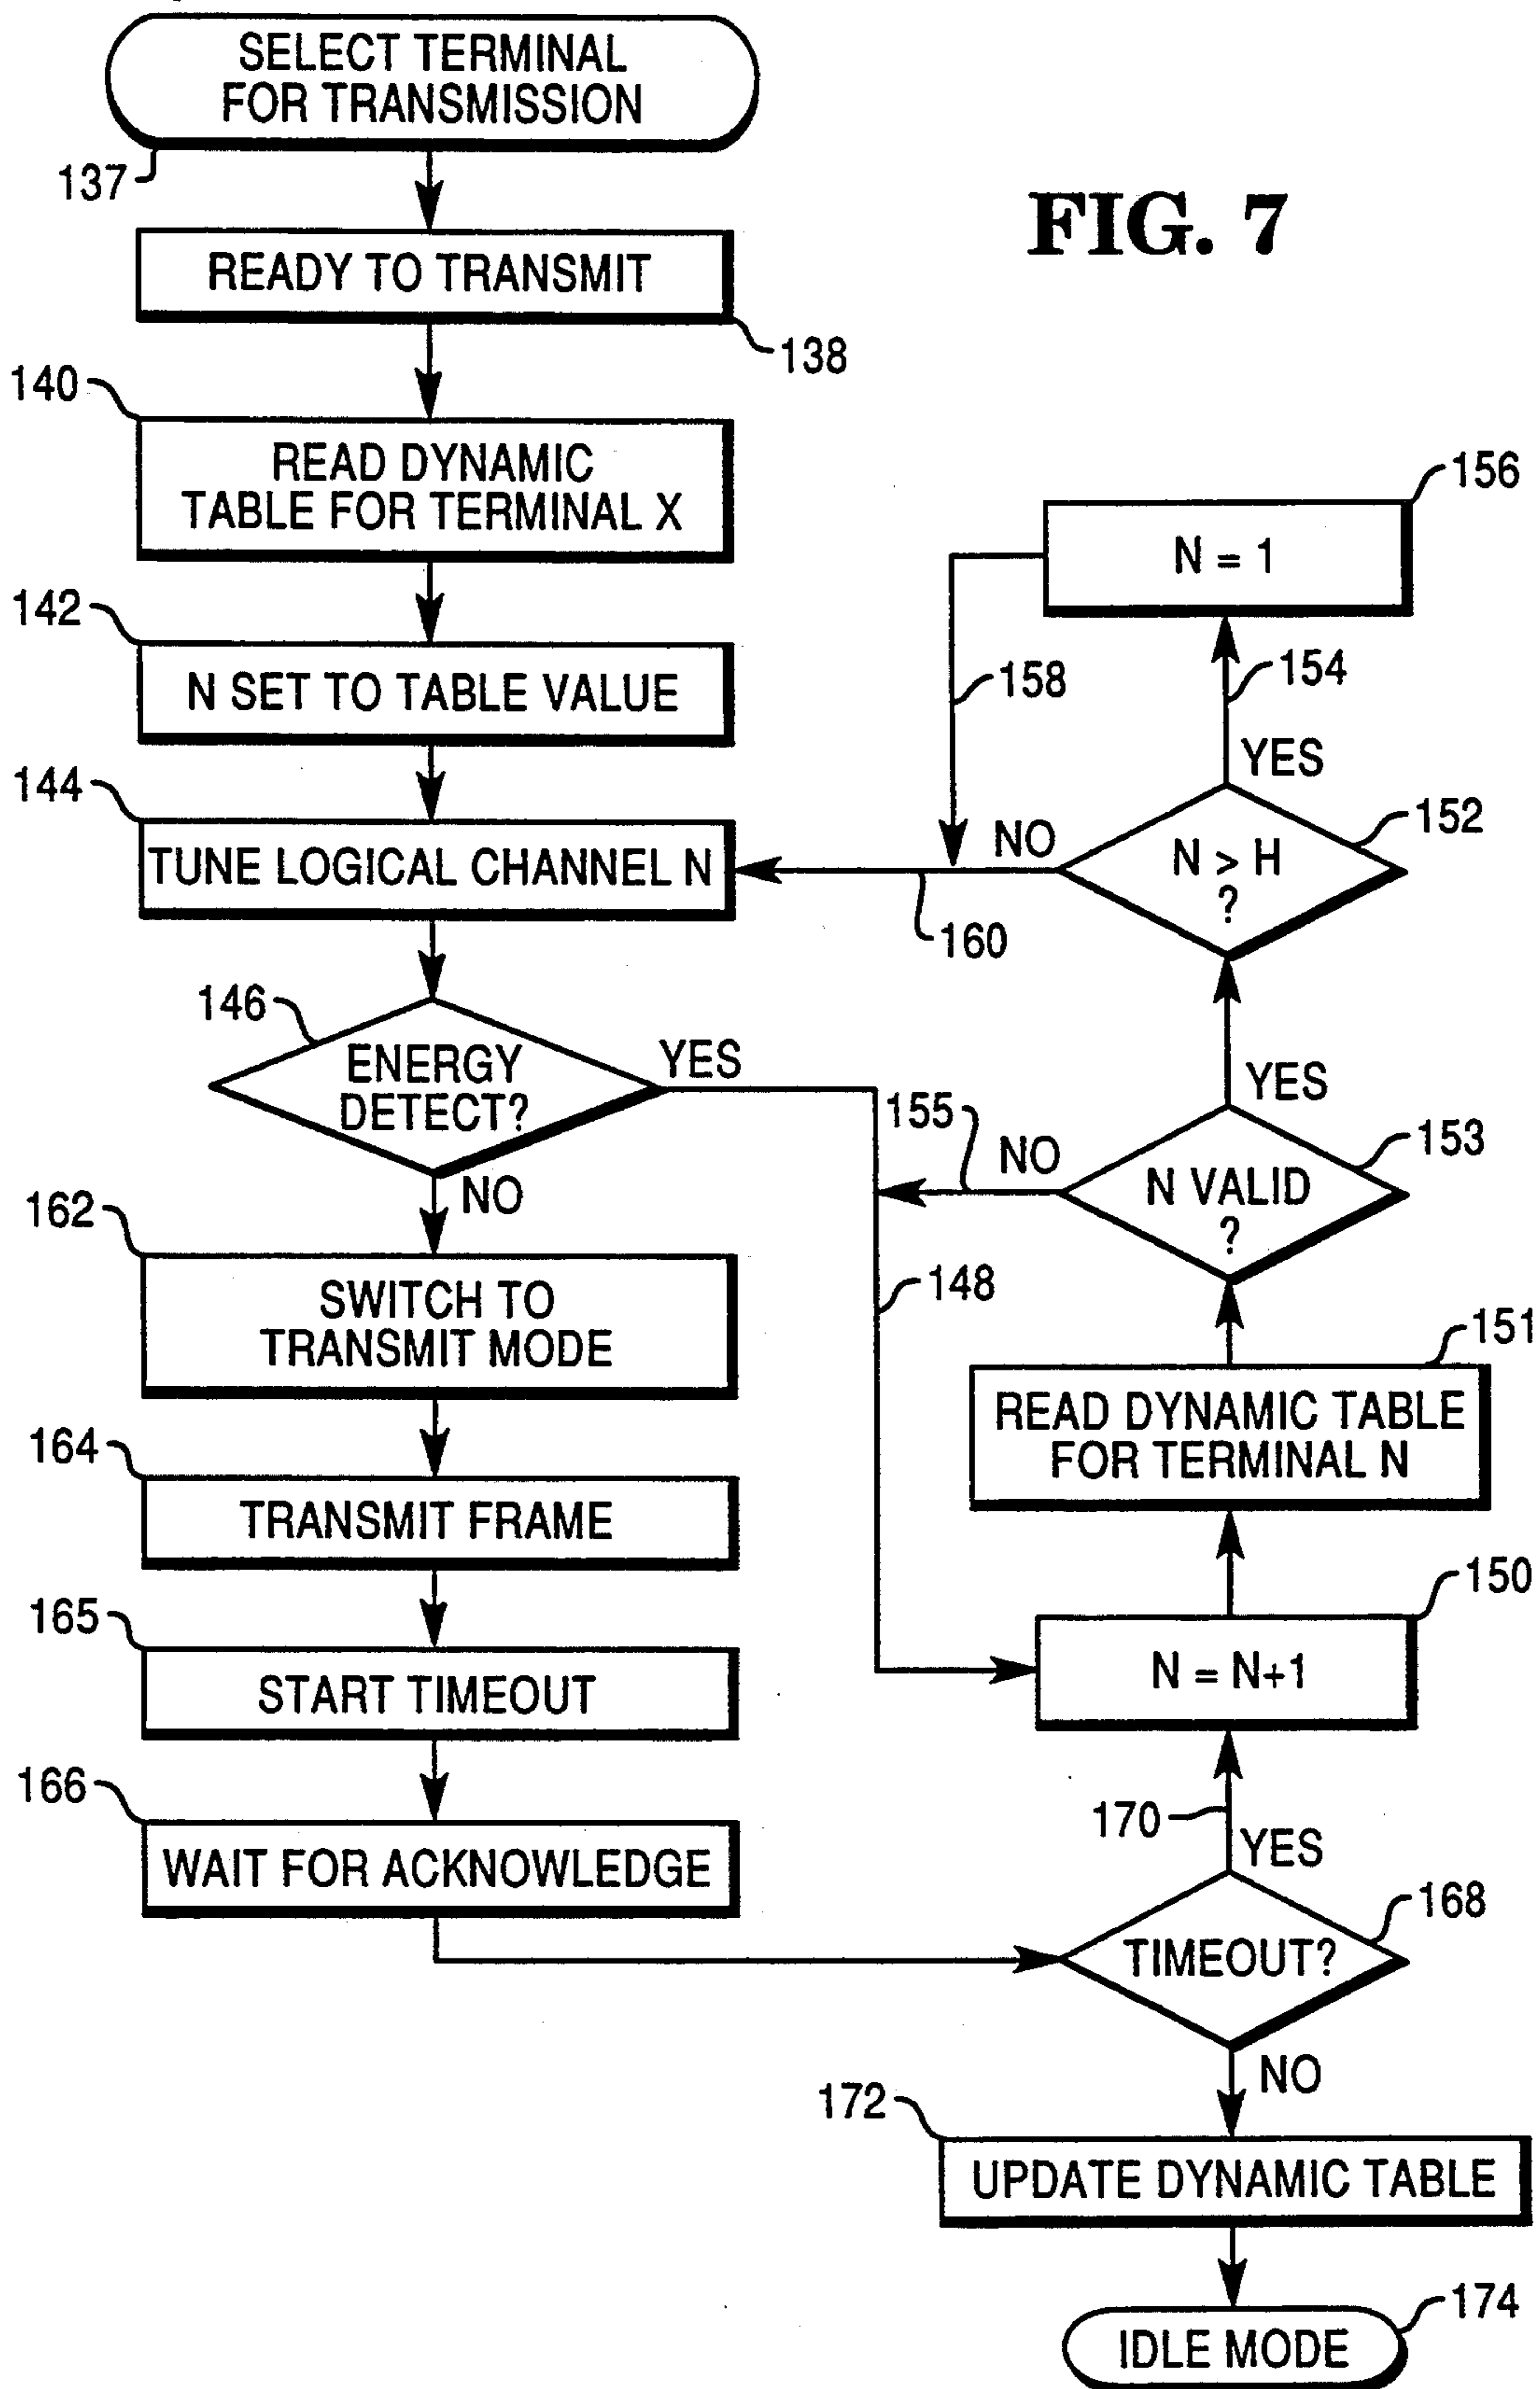 SELECT TERMINAL
FOR TRANSMISSION
137
FIG. 7
READY TO TRANSMIT
138
140
READ DYNAMIC
TABLE FOR TERMINAL X
142
N SET TO TABLE VALUE
144
TUNE LOGICAL CHANNEL N
146
ENERGY
DETECT?
YES
NO
162
SWITCH TO
TRANSMIT MODE
164
TRANSMIT FRAME
165
START TIMEOUT
166
WAIT FOR ACKNOWLEDGE
156
N = 1
158
154
YES
152
N > H
?
NO
160
YES
155
NO
153
N VALID
?
148
151
READ DYNAMIC TABLE
FOR TERMINAL N
150
N = N+1
170
YES
168
TIMEOUT?
NO
172
UPDATE DYNAMIC TABLE
174
IDLE MODE